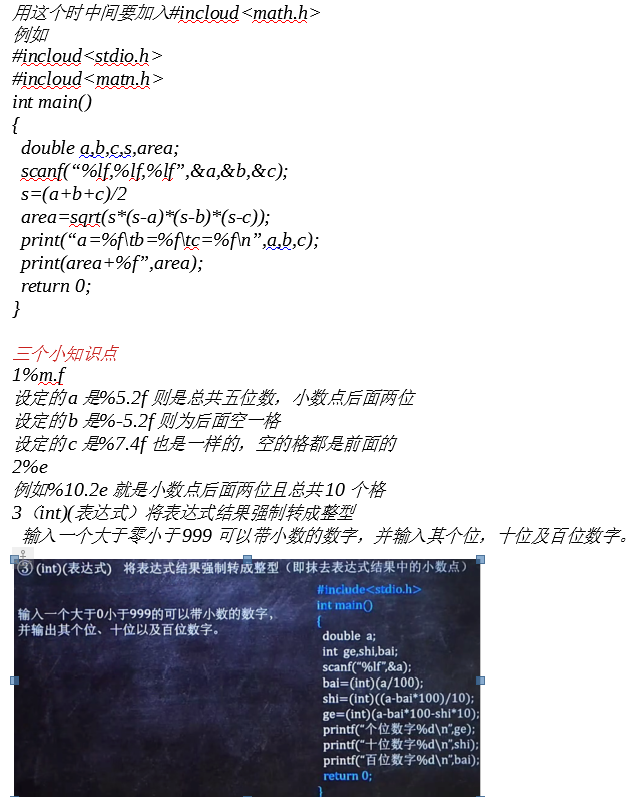 用这个时中间要加入#incloud<math.h>
例如
#incloud<stdio.h>
#incloud<matn.h>
int main()
{
double a,b,c,s,area;
scanf(“%lf,%lf,%lf”,&a,&b,&c);
s=(a+b+c)/2
area=sqrt(s*(s-a)*(s-b)*(s-c));
print(“a=%f\tb=%f\tc=%f\n”,a,b,c);
print(area+%f”,area);
return 0;
}
三个小知识点
1%m.f
设定的a 是%5.2f 则是总共五位数，小数点后面两位
设定的b 是%-5.2f 则为后面空一格
设定的c 是%7.4f 也是一样的，空的格都是前面的
2%e
例如%10.2e 就是小数点后面两位且总共10 个格
3（int)(表达式）将表达式结果强制转成整型
输入一个大于零小于999 可以带小数的数字，并输入其个位，十位及百位数字。
③ (int)(表达式) 将表达式结果强制转成整型（即抹去表达式结果中的小数点）
输入一个大于0小于999的可以带小数的数字，
并输出其个位、十位以及百位数字。
#include<stdio.h>
int main()
{
double a;
int ge,shi,bai;
scanf(“%lf”,&a);
bai=(int)(a/100);
shi=(int)((a-bai*100)/10);
ge=(int)(a-bai*100-shi*10);
printf(“个位数字%d\n”,ge);
printf(“十位数字%d\n”,shi);
printf(“百位数字%d\n”,bai);
return 0;
}